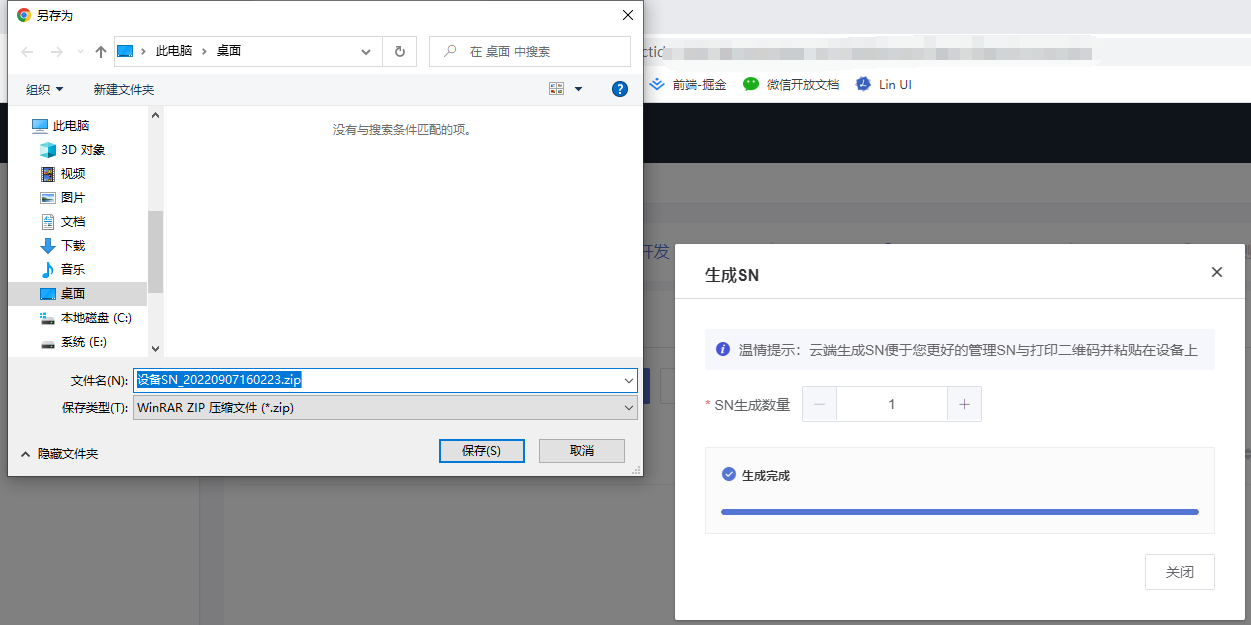 另存为
此电脑 桌面
在 桌面 中搜索
组织 新建文件夹
此电脑
3D 对象
视频
图片
文档
下载
音乐
桌面
本地磁盘 (C:)
系统 (E:)
没有与搜索条件匹配的项。
文件名(N):
设备SN_20220907160223.zip
保存类型(T):
WinRAR ZIP 压缩文件 (*.zip)
隐藏文件夹
保存(S)
取消
前端-掘金
微信开放文档
Lin UI
开发
生成SN
温情提示：云端生成SN便于您更好的管理SN与打印二维码并粘贴在设备上
* SN生成数量
1
生成完成
关闭